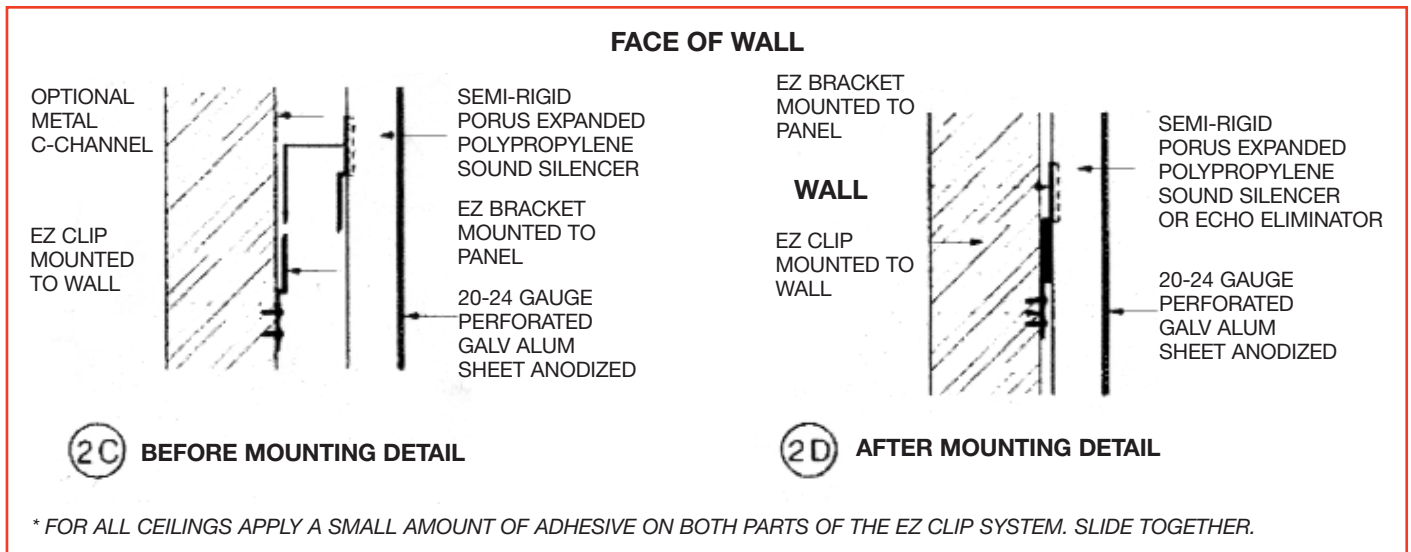 FACE OF WALL
OPTIONAL
METAL
C-CHANNEL
EZ CLIP
MOUNTED
TO WALL
SEMI-RIGID
PORUS EXPANDED
POLYPROPYLENE
SOUND SILENCER
EZ BRACKET
MOUNTED TO
PANEL
20-24 GAUGE
PERFORATED
GALV ALUM
SHEET ANODIZED
2C BEFORE MOUNTING DETAIL
EZ BRACKET
MOUNTED TO
PANEL
WALL
EZ CLIP
MOUNTED TO
WALL
SEMI-RIGID
PORUS EXPANDED
POLYPROPYLENE
SOUND SILENCER
OR ECHO ELIMINATOR
20-24 GAUGE
PERFORATED
GALV ALUM
SHEET ANODIZED
2D AFTER MOUNTING DETAIL
* FOR ALL CEILINGS APPLY A SMALL AMOUNT OF ADHESIVE ON BOTH PARTS OF THE EZ CLIP SYSTEM. SLIDE TOGETHER.